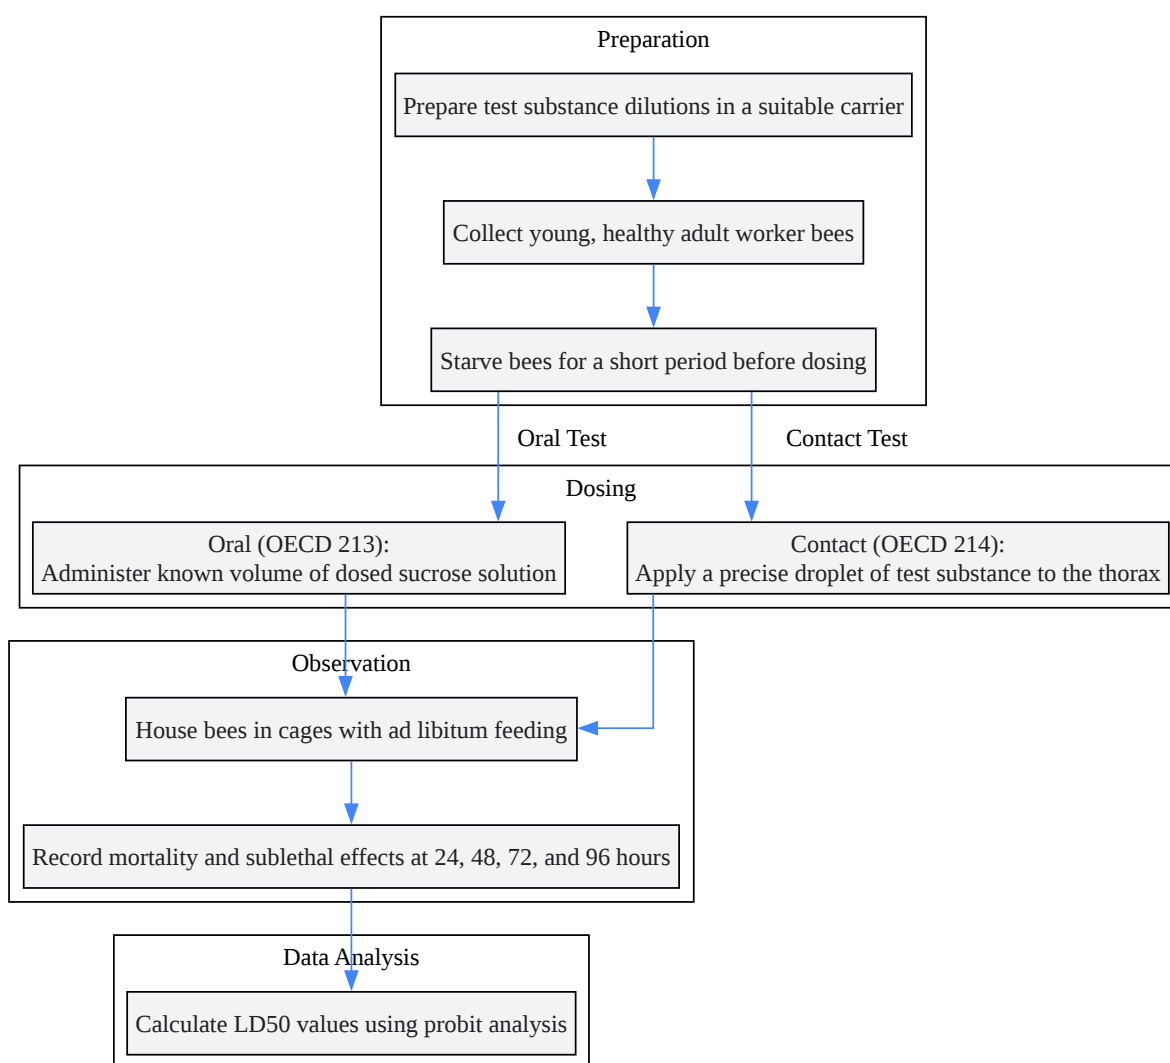 Preparation
Prepare test substance dilutions in a suitable carrier
Collect young, healthy adult worker bees
Starve bees for a short period before dosing
Oral Test
Contact Test
Dosing
Oral (OECD 213):
Administer known volume of dosed sucrose solution
Contact (OECD 214):
Apply a precise droplet of test substance to the thorax
Observation
House bees in cages with ad libitum feeding
Record mortality and sublethal effects at 24, 48, 72, and 96 hours
Data Analysis
Calculate LD50 values using probit analysis